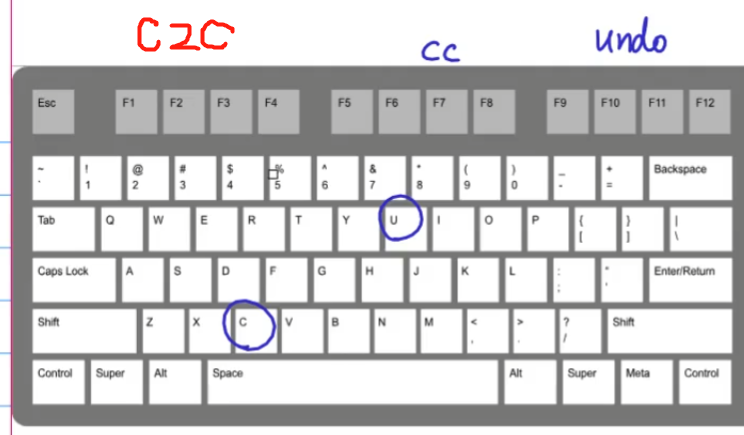 C2C
cc undo
Esc F1 F2 F3 F4 F5 F6 F7 F8 F9 F10 F11 F12
~ ! @ # $ % ^ & * ( ) _ + Backspace
` 1 2 3 4 5 6 7 8 9 0 - =
Tab Q W E R T Y U I O P { } |
[ ] \
Caps Lock A S D F G H J K L : " Enter/Return
; '
Shift Z X C V B N M < > ? Shift
, . /
Control Super Alt Space Alt Super Meta Control